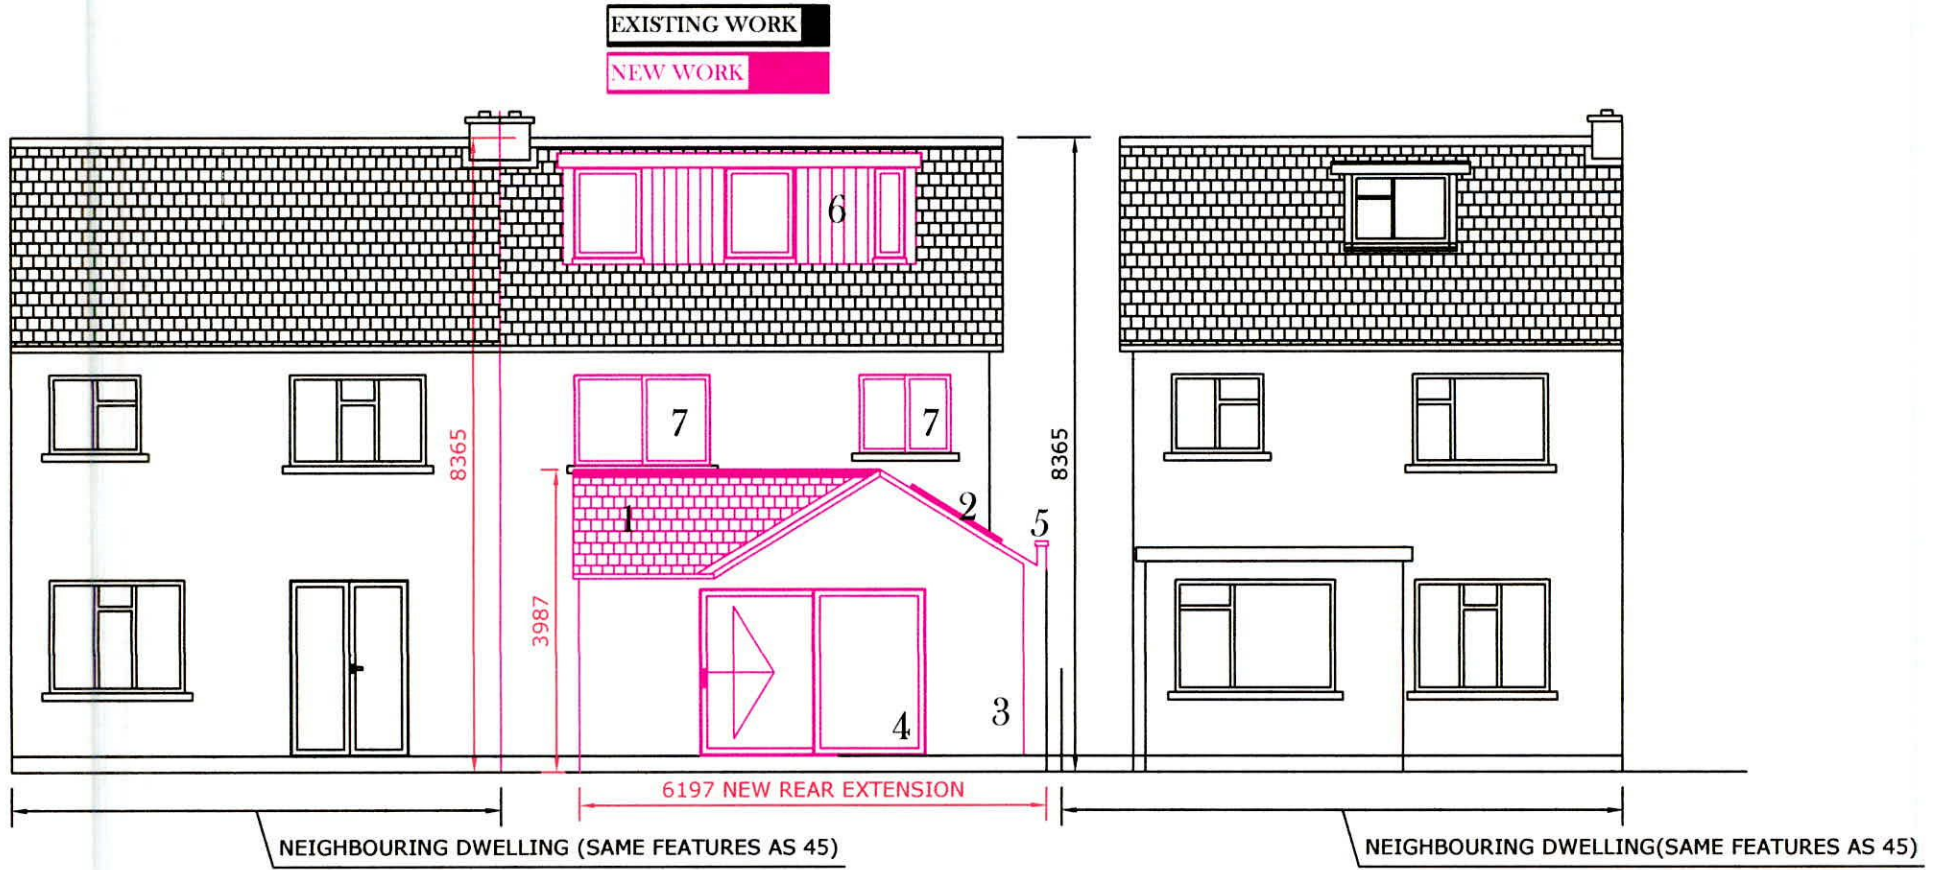 EXISTING WORK
NEW WORK
6
7
7
8365
8365
1
2
5
3987
3
4
6197 NEW REAR EXTENSION
NEIGHBOURING DWELLING (SAME FEATURES AS 45)
NEIGHBOURING DWELLING(SAME FEATURES AS 45)